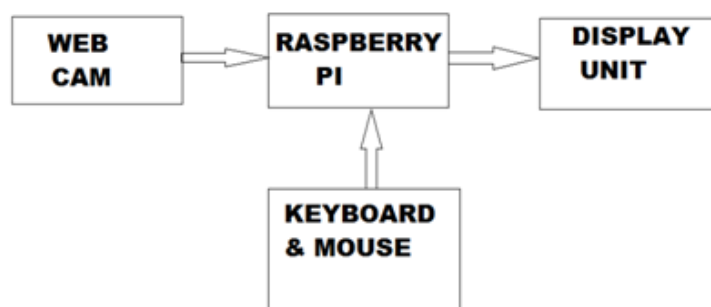 WEB
CAM
RASPBERRY
PI
DISPLAY
UNIT
KEYBOARD
& MOUSE